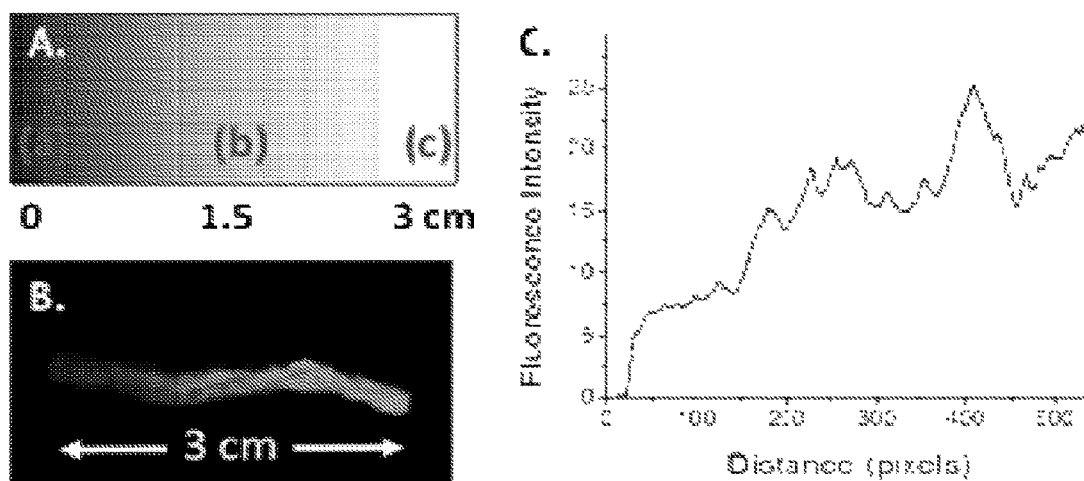 A.
(b) (c)
0 1.5 3 cm
B.
3 cm
C.
Fluorescence Intensity
25
20
15
10
5
0
0 100 200 300 400 500
Distance (pixels)